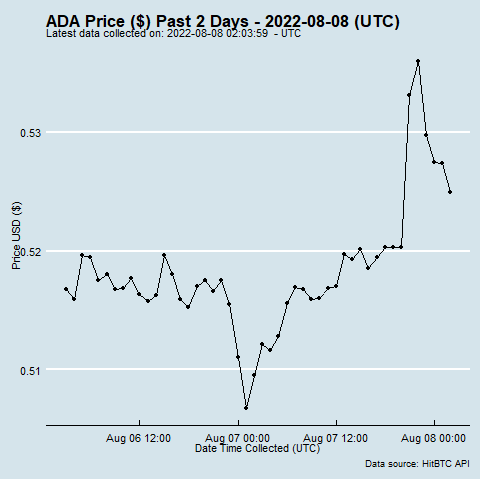 ADA Price ($) Past 2 Days - 2022-08-08 (UTC)
Latest data collected on: 2022-08-08 02:03:59 - UTC
Price USD ($)
0.53
0.52
0.51
Aug 06 12:00
Aug 07 00:00
Aug 07 12:00
Aug 08 00:00
Date Time Collected (UTC)
Data source: HitBTC API